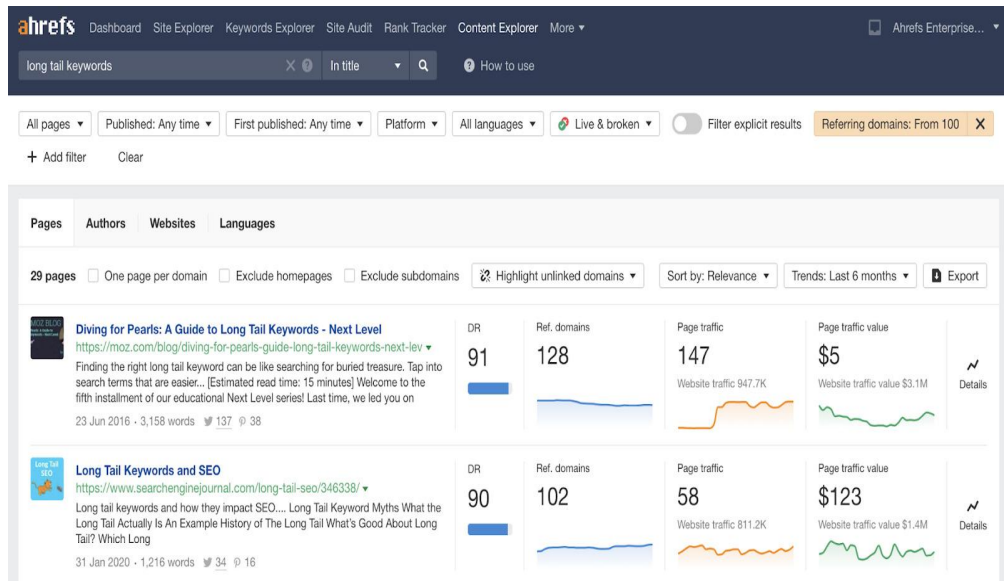 ahrefs Dashboard Site Explorer Keywords Explorer Site Audit Rank Tracker Content Explorer More Ahrefs Enterprise...
long tail keywords In title How to use
All pages Published: Any time First published: Any time Platform All languages Live & broken Filter explicit results Referring domains: From 100 X
+ Add filter Clear
Pages Authors Websites Languages
29 pages One page per domain Exclude homepages Exclude subdomains Highlight unlinked domains Sort by: Relevance Trends: Last 6 months Export
MOZ BLOG
Diving for Pearls: A Guide to Long Tail Keywords - Next Level
https://moz.com/blog/diving-for-pearls-guide-long-tail-keywords-next-lev
Finding the right long tail keyword can be like searching for buried treasure. Tap into
search terms that are easier... [Estimated read time: 15 minutes] Welcome to the
fifth installment of our educational Next Level series! Last time, we led you on
23 Jun 2016 · 3,158 words 137 38
DR Ref. domains Page traffic Page traffic value
91 128 147 $5
Website traffic 947.7K Website traffic value $3.1M
Details
Long Tail
SEO
Long Tail Keywords and SEO
https://www.searchenginejournal.com/long-tail-seo/346338/
Long tail keywords and how they impact SEO.... Long Tail Keyword Myths What the
Long Tail Actually Is An Example History of The Long Tail What's Good About Long
Tail? Which Long
31 Jan 2020 · 1,216 words 34 16
DR Ref. domains Page traffic Page traffic value
90 102 58 $123
Website traffic 811.2K Website traffic value $1.4M
Details